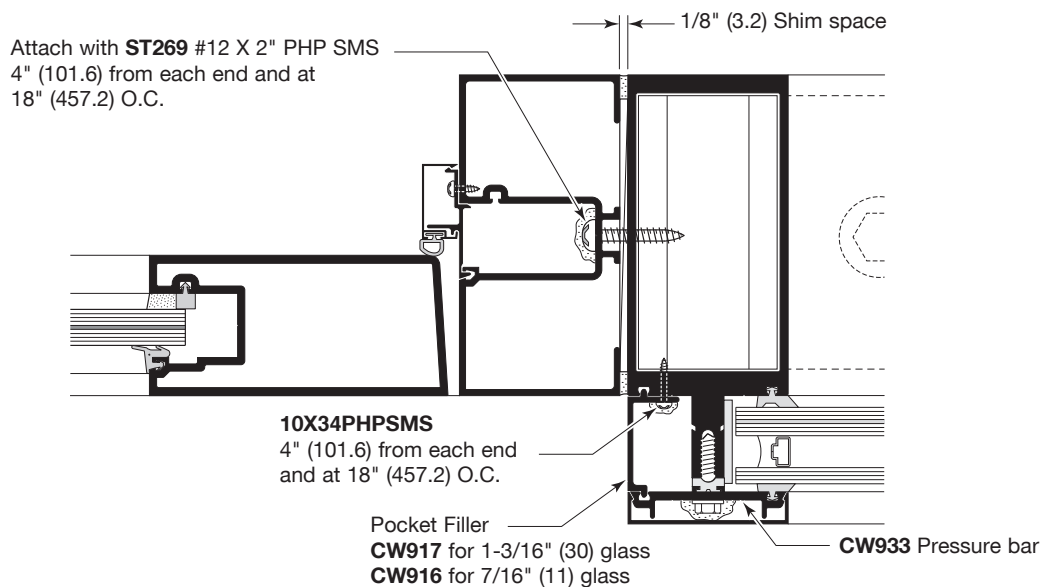 1/8" (3.2) Shim space
Attach with ST269 #12 X 2" PHP SMS
4" (101.6) from each end and at
18" (457.2) O.C.
10X34PHPSMS
4" (101.6) from each end
and at 18" (457.2) O.C.
Pocket Filler
CW917 for 1-3/16" (30) glass
CW916 for 7/16" (11) glass
CW933 Pressure bar